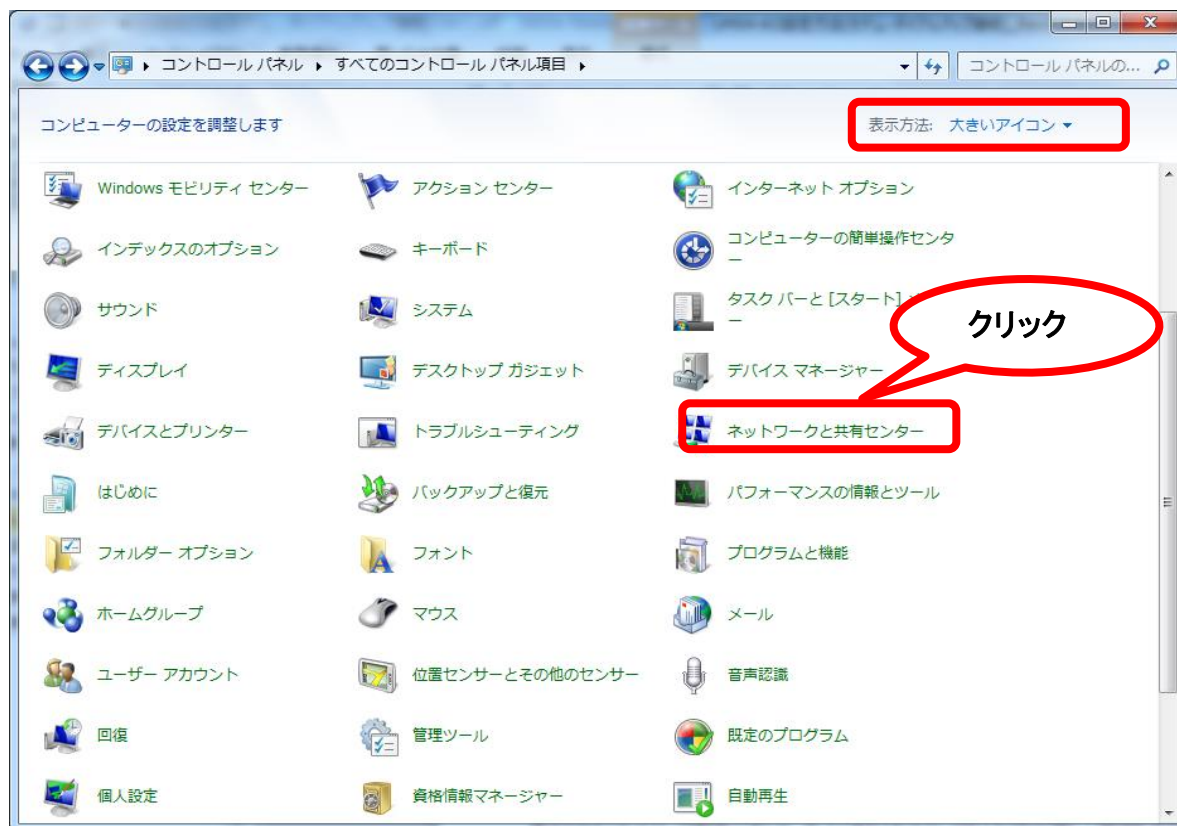 コントロール パネル ▸ すべてのコントロール パネル項目 ▸
コントロール パネルの...
コンピューターの設定を調整します
表示方法: 大きいアイコン
Windows モビリティ センター
アクション センター
インターネット オプション
インデックスのオプション
キーボード
コンピューターの簡単操作センタ
ー
サウンド
システム
タスク バーと [スタート]
ー
クリック
ディスプレイ
デスクトップ ガジェット
デバイス マネージャー
デバイスとプリンター
トラブルシューティング
ネットワークと共有センター
はじめに
バックアップと復元
パフォーマンスの情報とツール
フォルダー オプション
フォント
プログラムと機能
ホームグループ
マウス
メール
ユーザー アカウント
位置センサーとその他のセンサー
音声認識
回復
管理ツール
既定のプログラム
個人設定
資格情報マネージャー
自動再生